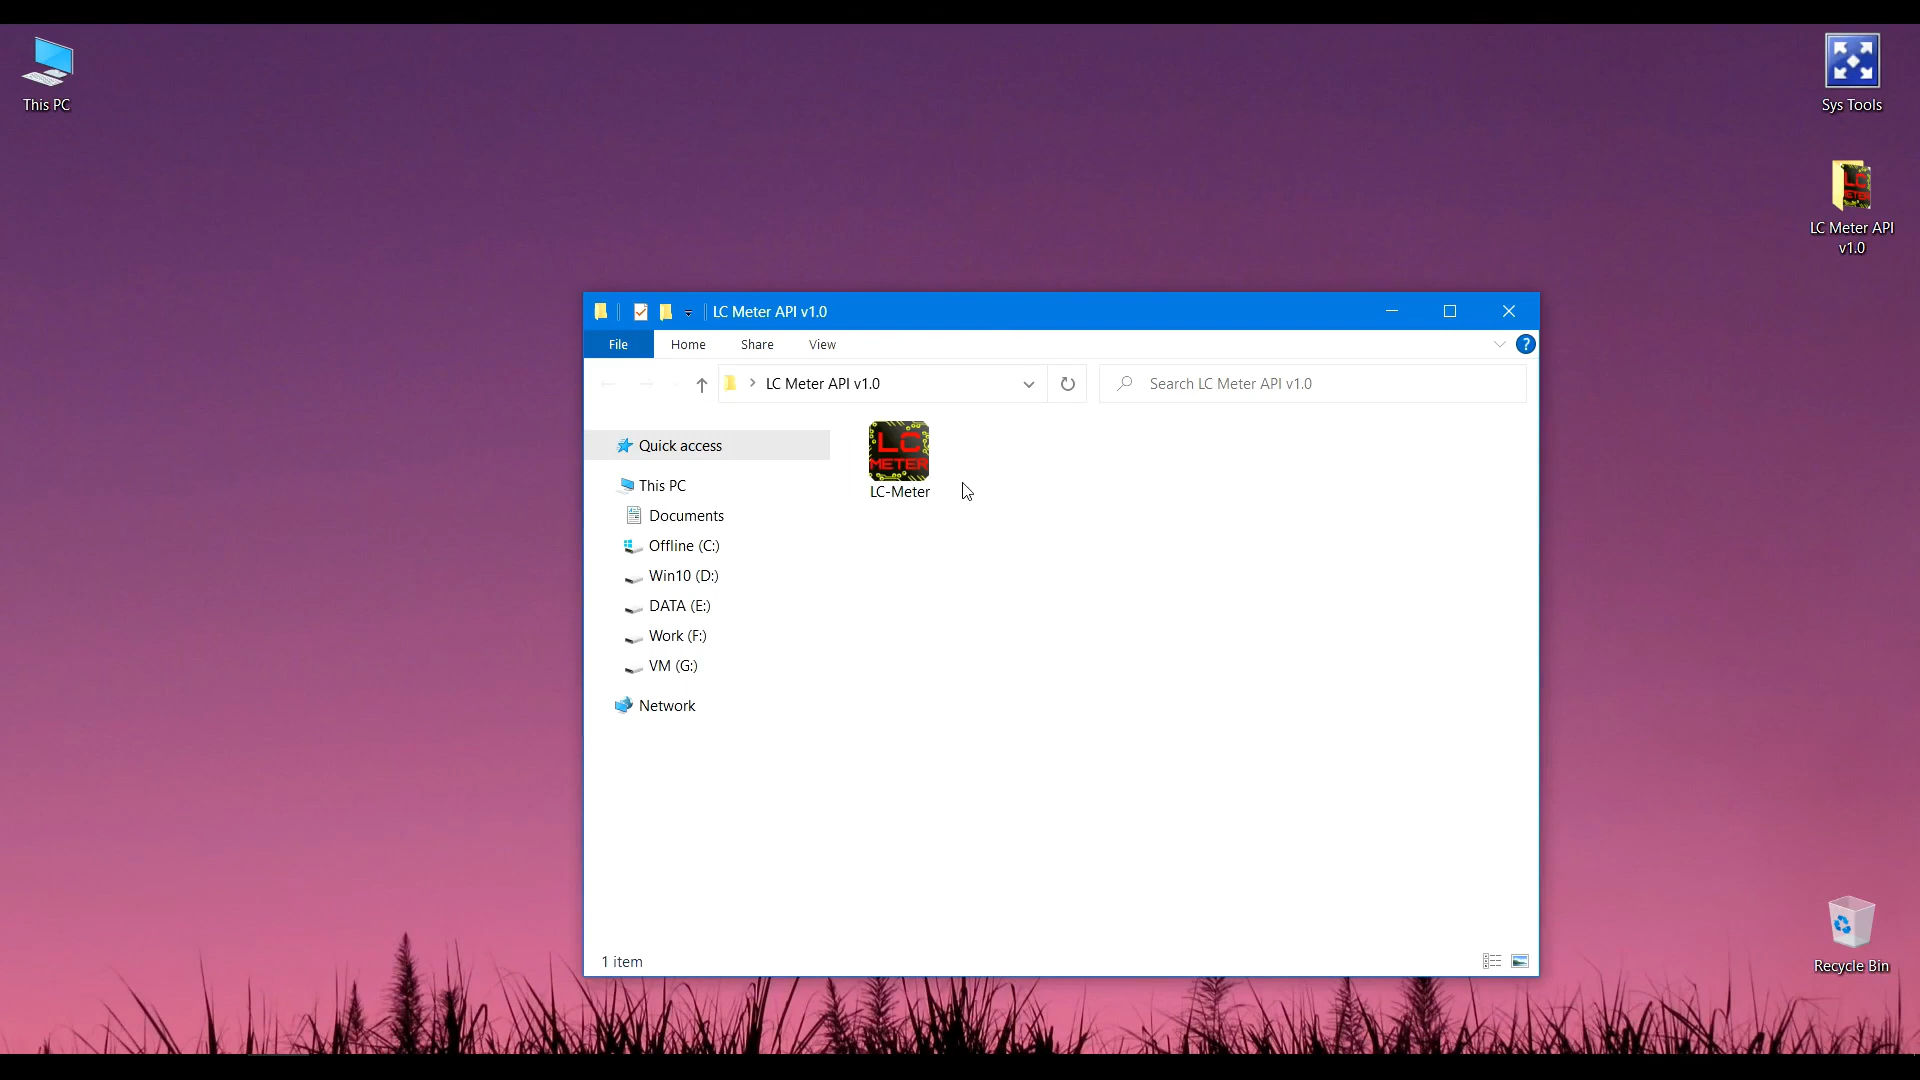 This PC
Sys Tools
LC
METER
LC Meter API
v1.0
LC Meter API v1.0
File
Home
Share
View
?
LC Meter API v1.0
Search LC Meter API v1.0
Quick access
This PC
Documents
Offline (C:)
Win10 (D:)
DATA (E:)
Work (F:)
VM (G:)
Network
LC
METER
LC-Meter
1 item
Recycle Bin